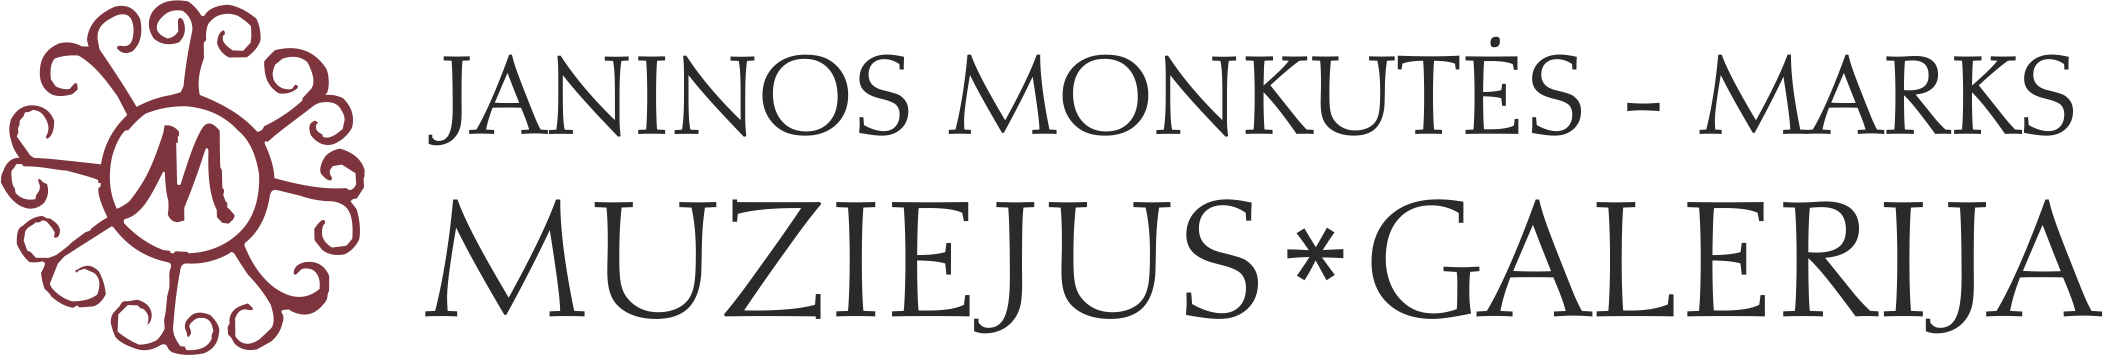 M
JANINOS MONKUTĖS - MARKS
MUZIEJUS*GALERIJA